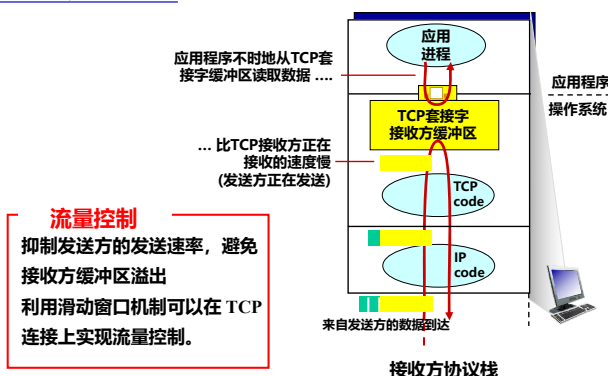 应用
进程
应用程序不时地从TCP套
接字缓冲区读取数据 ....
应用程序
操作系统
TCP套接字
接收方缓冲区
... 比TCP接收方正在
接收的速度慢
(发送方正在发送)
TCP
code
流量控制
抑制发送方的发送速率，避免
接收方缓冲区溢出
利用滑动窗口机制可以在 TCP
连接上实现流量控制。
IP
code
来自发送方的数据到达
接收方协议栈